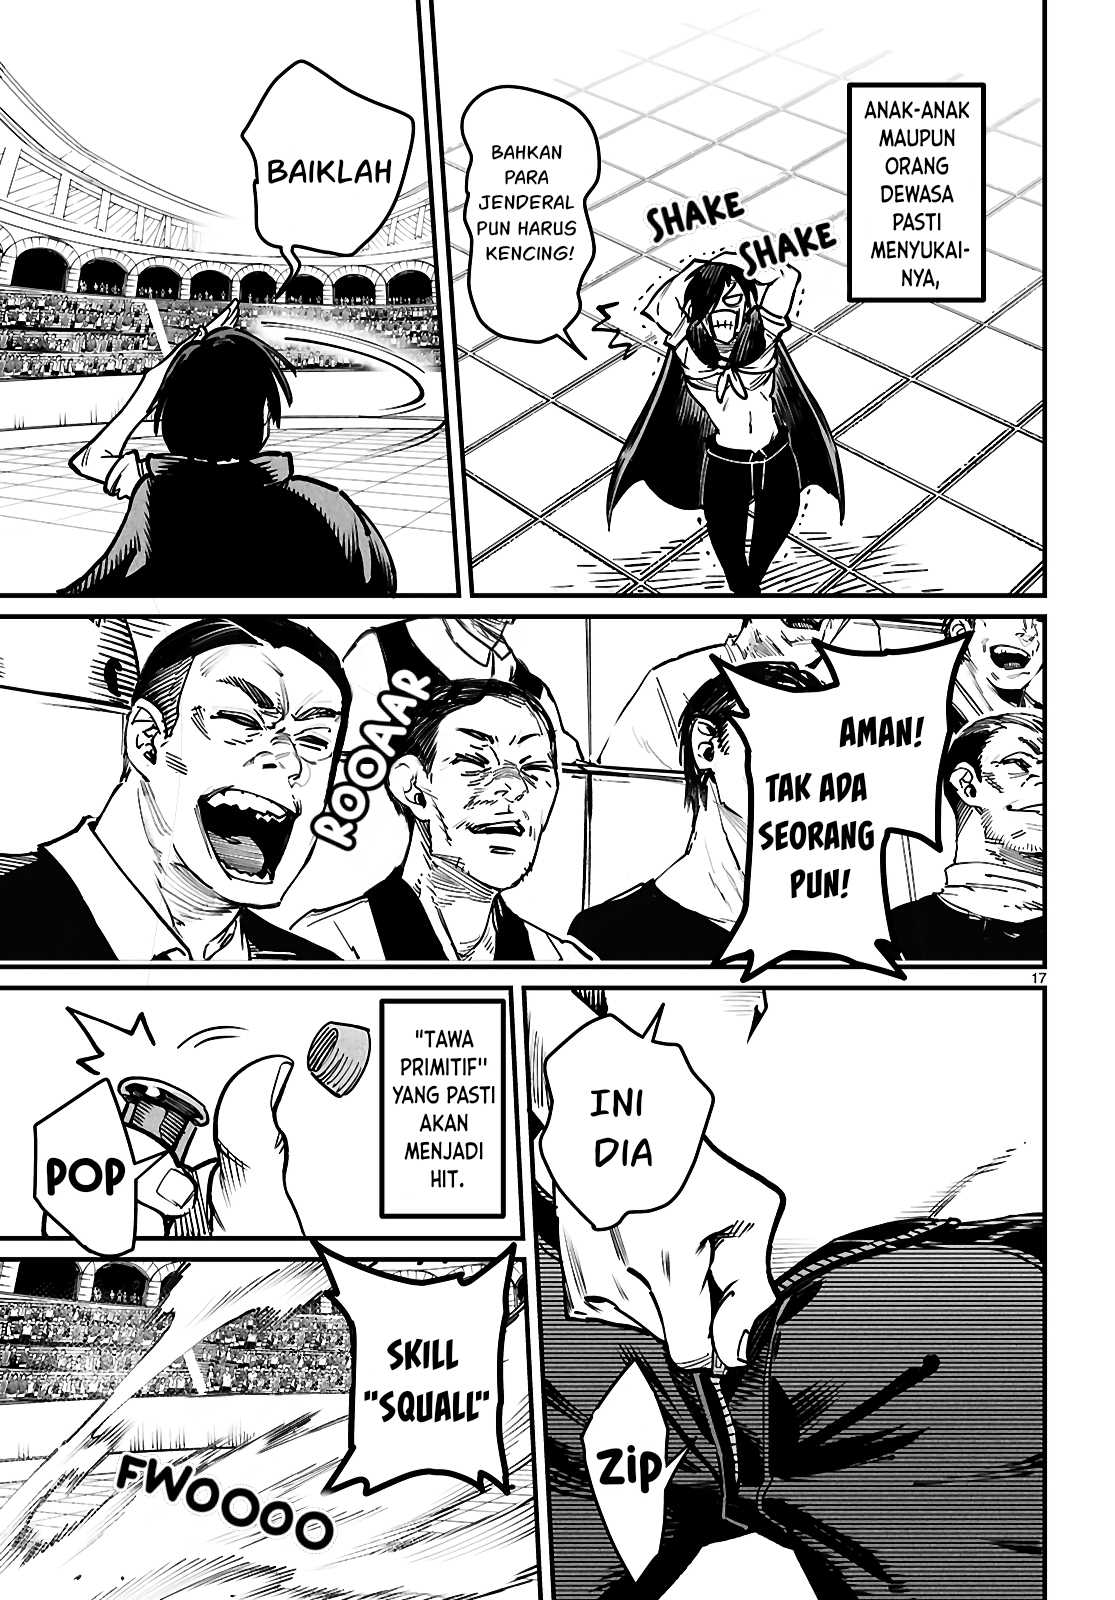 ANAK-ANAK
MAUPUN
ORANG
DEWASA
PASTI
MENYUKAI-
NYA,
SHAKE
SHAKE
BAHKAN
PARA
JENDERAL
PUN HARUS
KENCING!
BAIKLAH
AMAN!
TAK ADA
SEORANG
PUN!
ROOAAR
17
INI
DIA
Zip
"TAWA
PRIMITIF"
YANG PASTI
AKAN
MENJADI
HIT.
POP
SKILL
"SQUALL"
FWOOOO